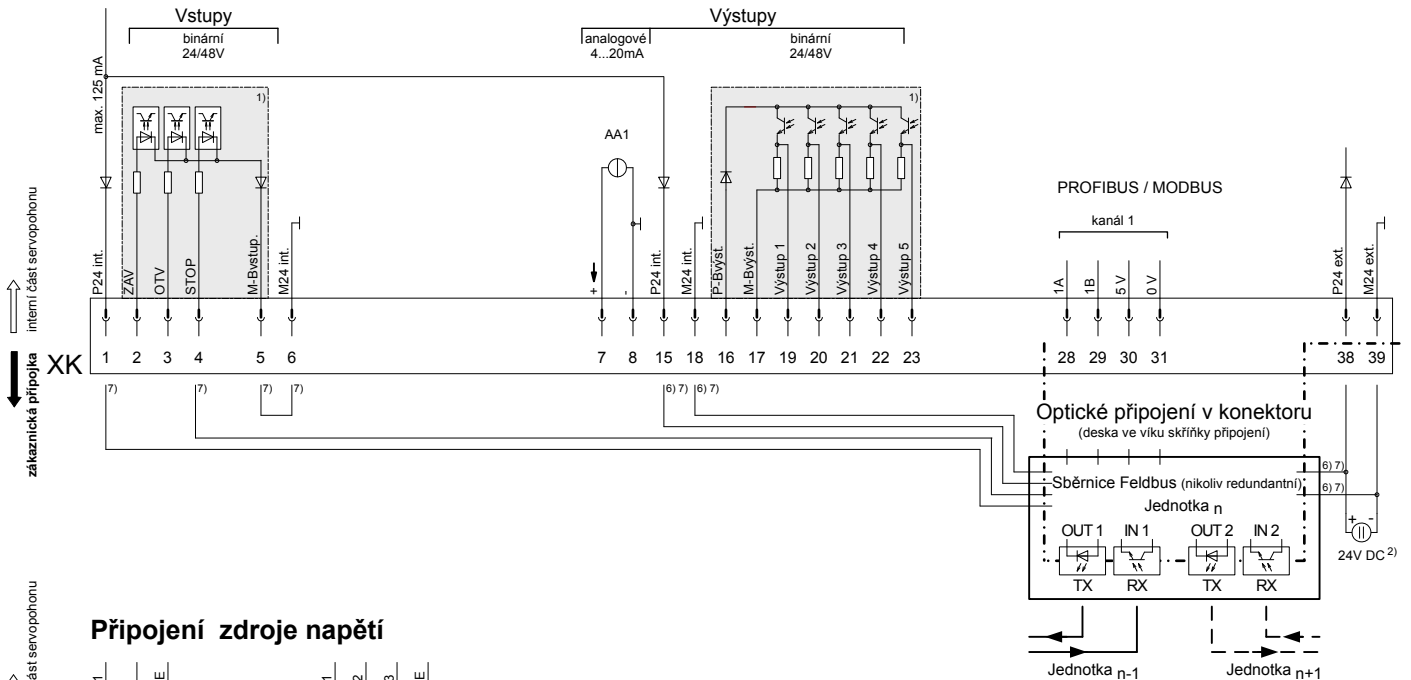 Vstupy
Výstupy
binární
24/48V
analogové
4...20mA
binární
24/48V
max. 125 mA
1)
1)
AA1
PROFIBUS / MODBUS
kanál 1
interní část servopohonu
P24 int.
ZAV
OTV
STOP
M-Bvstup.
M24 int.
+
-
P24 int.
M24 int.
P-Bvýst.
M-Bvýst.
Výstup 1
Výstup 2
Výstup 3
Výstup 4
Výstup 5
1A
1B
5 V
0 V
P24 ext.
M24 ext.
XK
1 2 3 4 5 6 7 8 15 18 16 17 19 20 21 22 23 28 29 30 31 38 39
zákaznická přípojka
7) 7) 7) 7) 6) 7) 6) 7)
Optické připojení v konektoru
(deska ve víku skříňky připojení)
6) 7)
Sběrnice Feldbus (nikoliv redundantní)
6) 7)
Jednotka n
OUT 1 IN 1 OUT 2 IN 2
+ -
24V DC 2)
TX RX TX RX
Připojení zdroje napětí
Jednotka n-1
Jednotka n+1
ást servopohonu
1
E
1
2
3
E